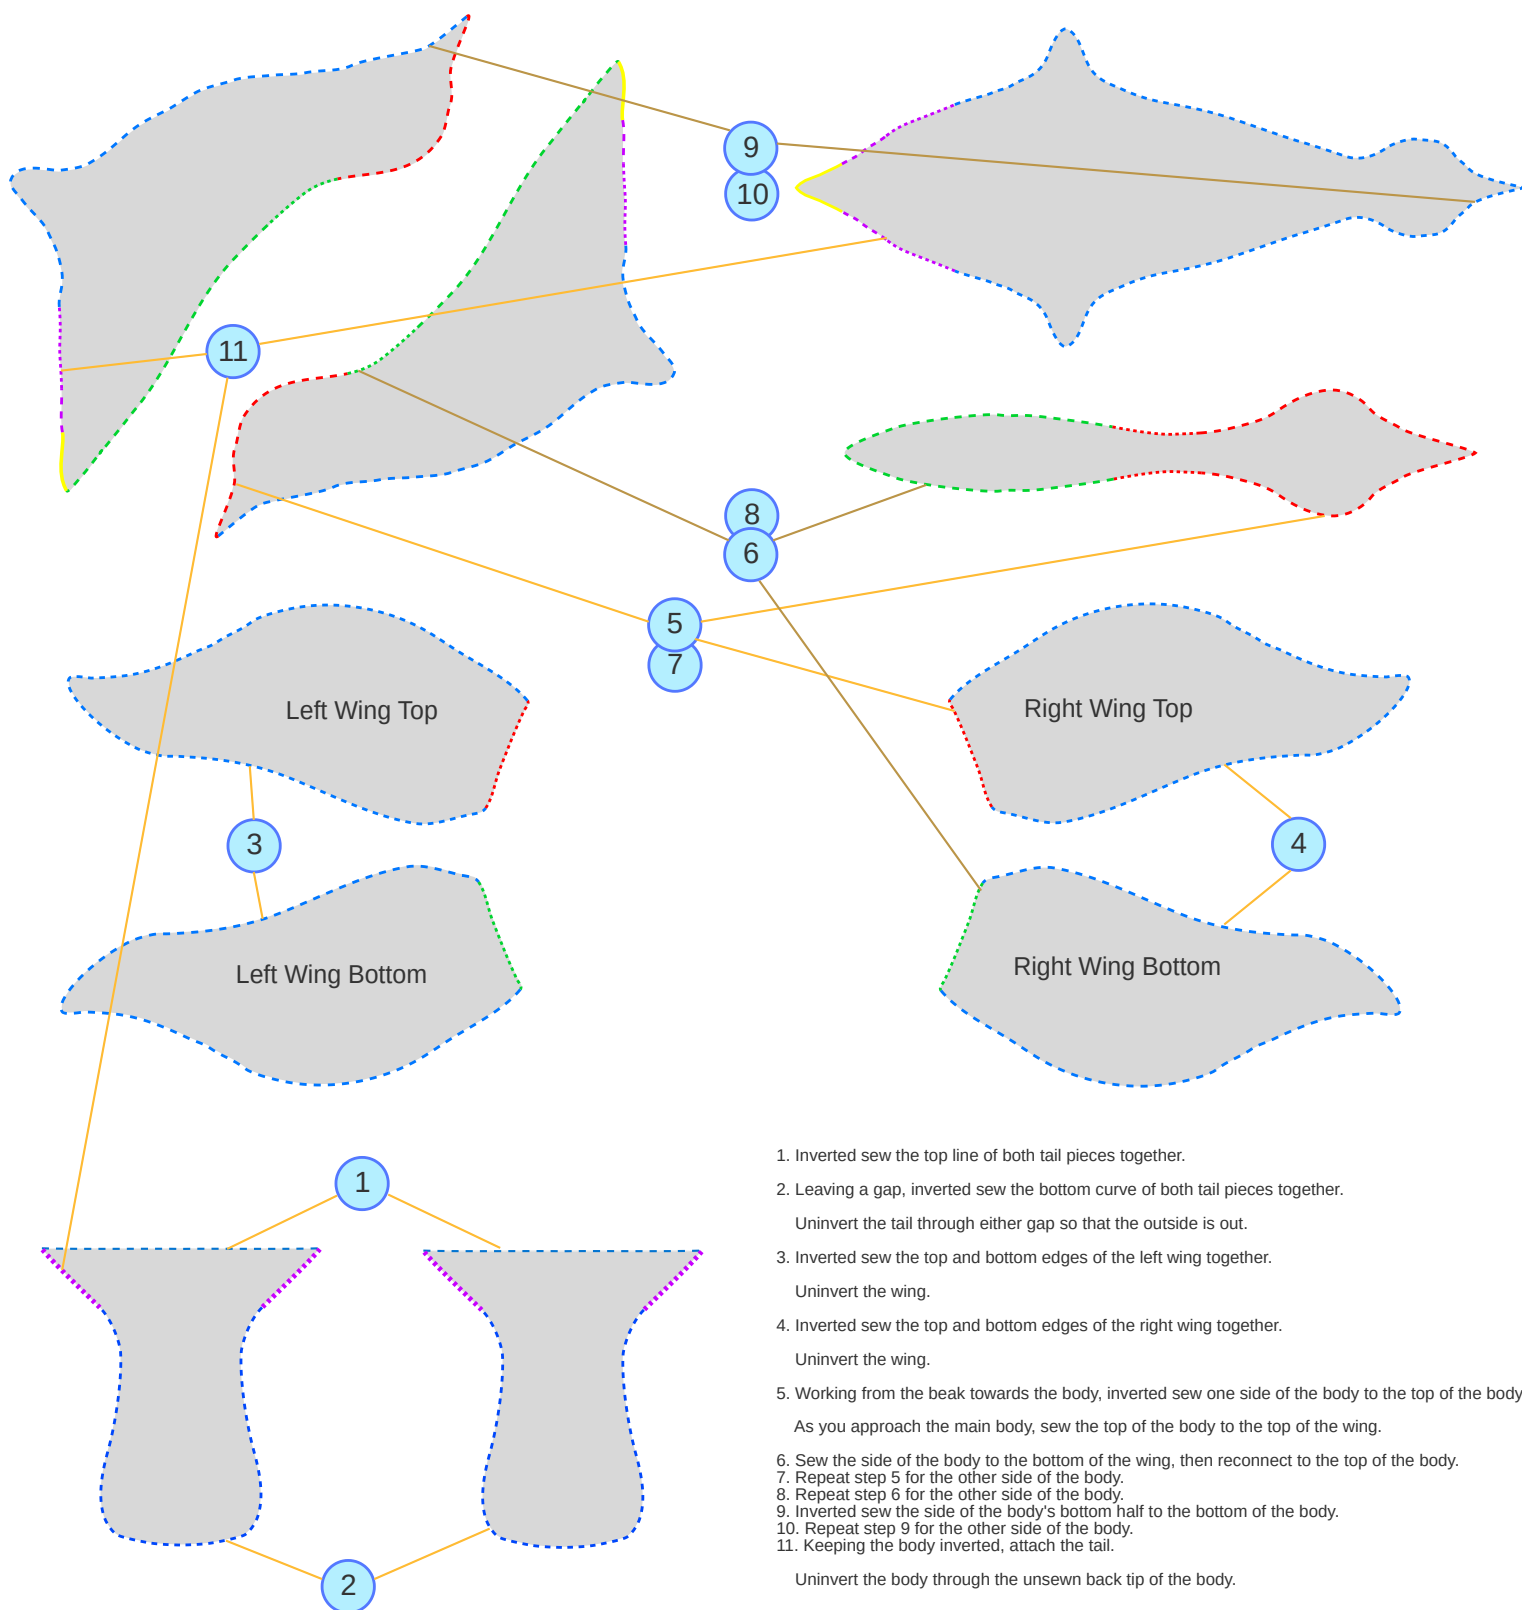 9
10
11
8
6
5
7
Left Wing Top
Right Wing Top
3
4
Left Wing Bottom
Right Wing Bottom
1
2
1. Inverted sew the top line of both tail pieces together.
2. Leaving a gap, inverted sew the bottom curve of both tail pieces together.
Uninvert the tail through either gap so that the outside is out.
3. Inverted sew the top and bottom edges of the left wing together.
Uninvert the wing.
4. Inverted sew the top and bottom edges of the right wing together.
Uninvert the wing.
5. Working from the beak towards the body, inverted sew one side of the body to the top of the body
As you approach the main body, sew the top of the body to the top of the wing.
6. Sew the side of the body to the bottom of the wing, then reconnect to the top of the body.
7. Repeat step 5 for the other side of the body.
8. Repeat step 6 for the other side of the body.
9. Inverted sew the side of the body's bottom half to the bottom of the body.
10. Repeat step 9 for the other side of the body.
11. Keeping the body inverted, attach the tail.
Uninvert the body through the unsewn back tip of the body.